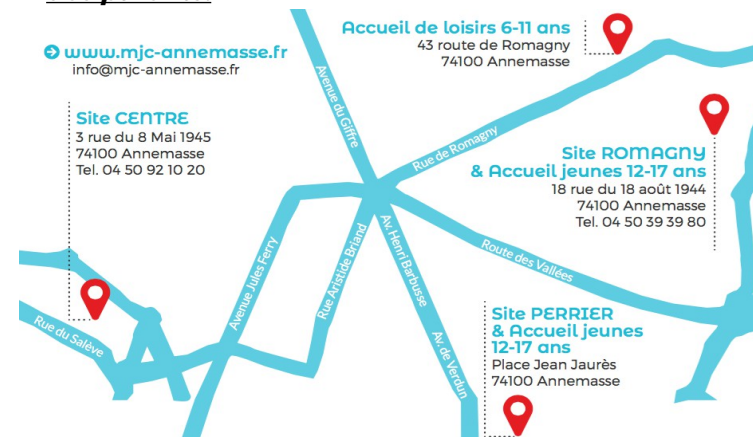 www.mjc-annemasse.fr
info@mjc-annemasse.fr
Accueil de loisirs 6-11 ans
43 route de Romagny
74100 Annemasse
Site CENTRE
3 rue du 8 Mai 1945
74100 Annemasse
Tel. 04 50 92 10 20
Avenue du Giffre
Rue de Romagny
Site ROMAGNY
& Accueil jeunes 12-17 ans
18 rue du 18 août 1944
74100 Annemasse
Tel. 04 50 39 39 80
Avenue Jules Ferry
Rue Aristide Briand
Av. Henri Barbusse
Route des Vallées
Rue du Salève
Av. de Verdun
Site PERRIER
& Accueil jeunes
12-17 ans
Place Jean Jaurès
74100 Annemasse